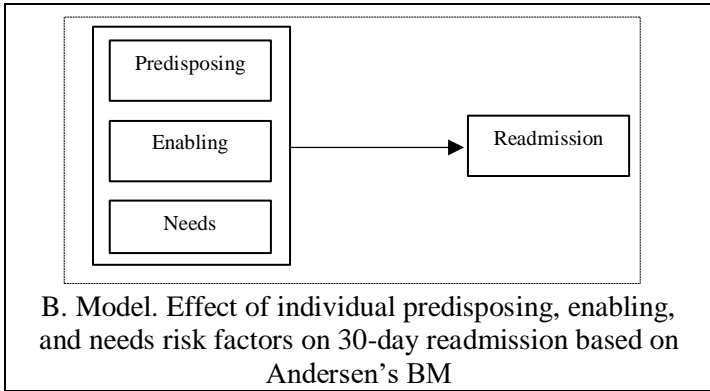 Predisposing
Enabling
Readmission
Needs
B. Model. Effect of individual predisposing, enabling,
and needs risk factors on 30-day readmission based on
Andersen’s BM